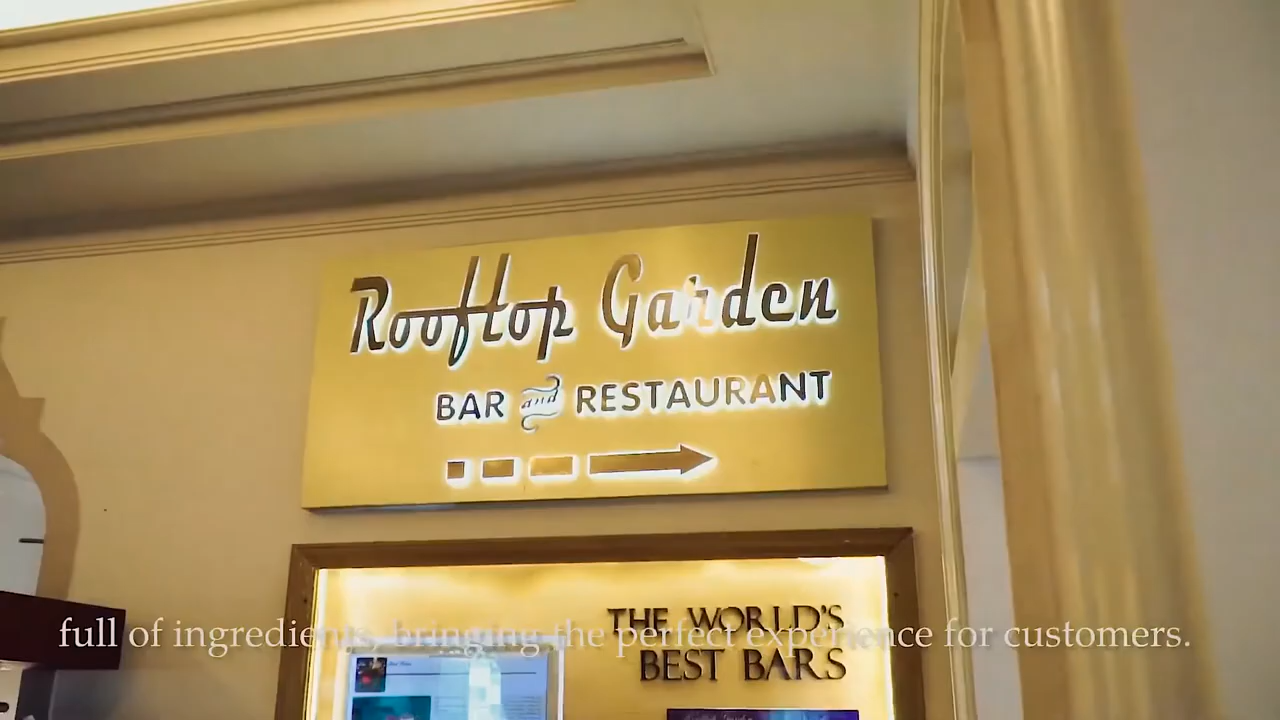 Rooftop Garden
BAR and RESTAURANT
THE WORLD'S
BEST BARS
full of ingredients, bringing the perfect experience for customers.